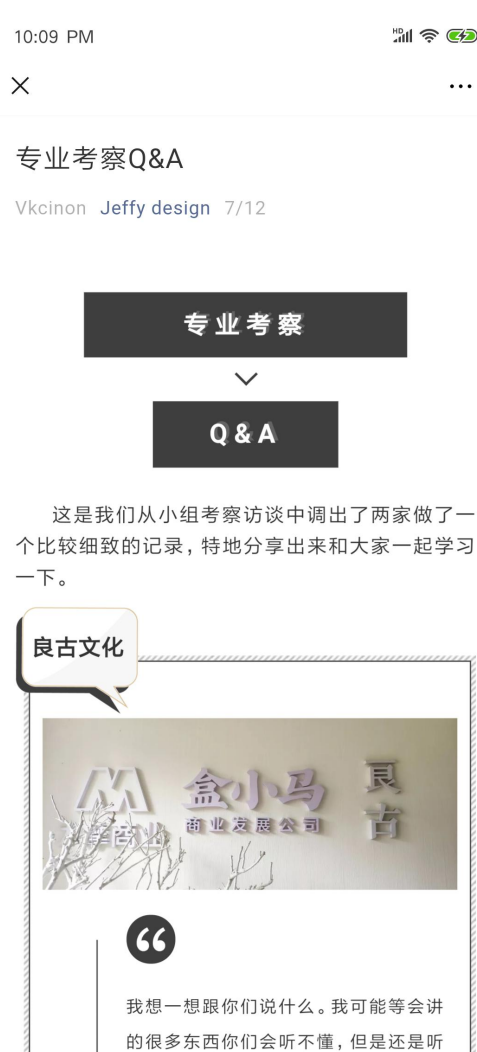 10:09 PM
HD
专业考察Q&A
Vkcinon Jeffy design 7/12
专业考察
Q&A
这是我们从小组考察访谈中调出了两家做了一
个比较细致的记录，特地分享出来和大家一起学习
一下。
良古文化
盒小马
商业发展公司
良
古
商业
我想一想跟你们说什么。我可能等会讲
的很多东西你们会听不懂，但是还是听